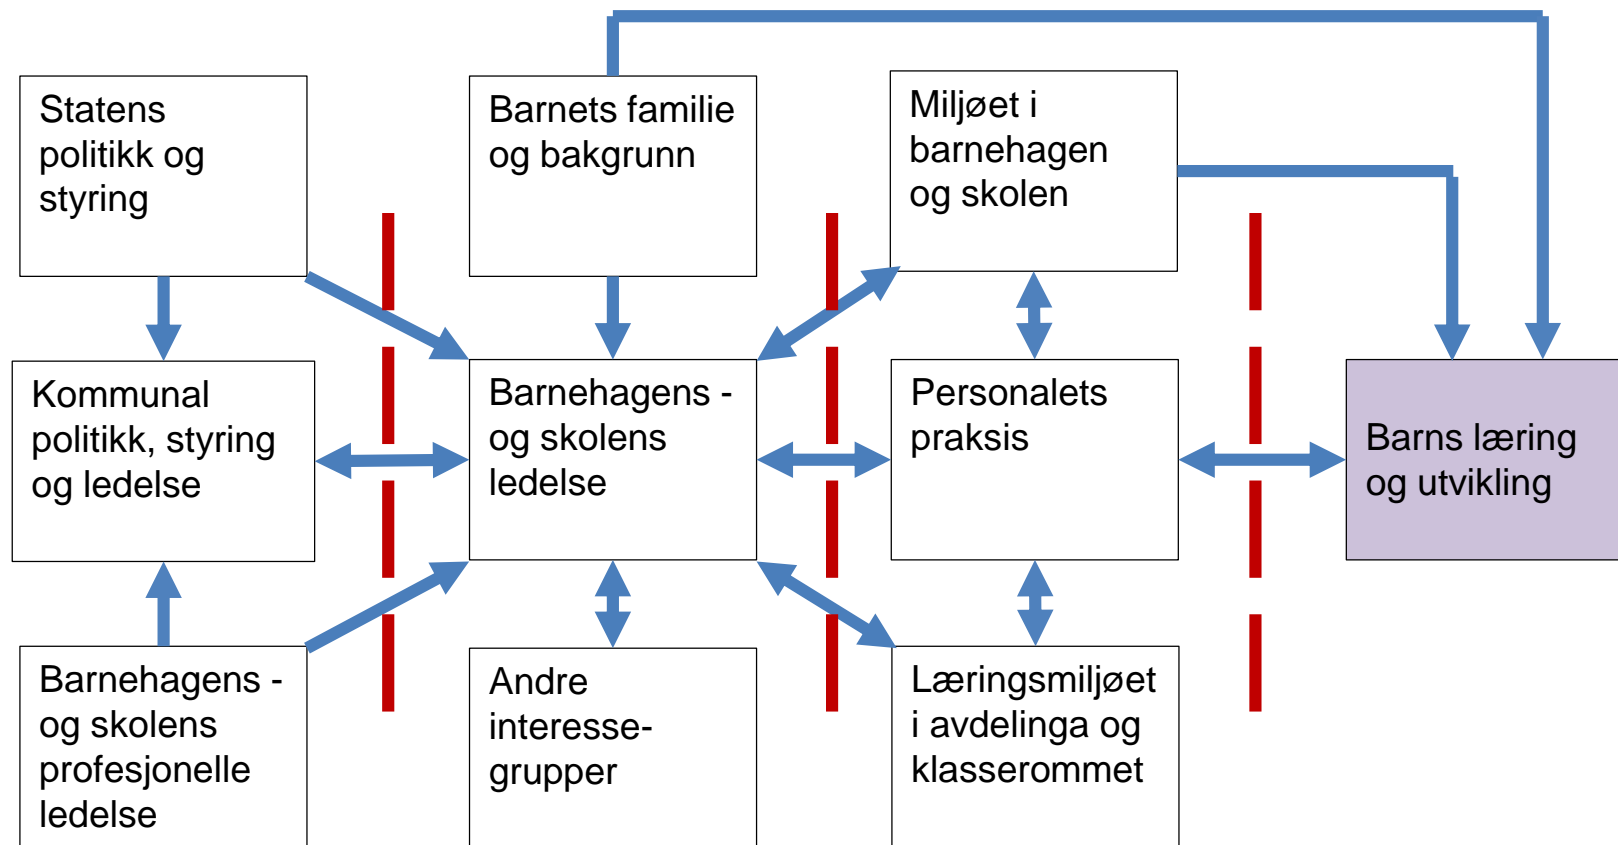 Statens
politikk og
styring
Barnets familie
og bakgrunn
Miljøet i
barnehagen
og skolen
Kommunal
politikk, styring
og ledelse
Barnehagens -
og skolens
ledelse
Personalets
praksis
Barns læring
og utvikling
Barnehagens -
og skolens
profesjonelle
ledelse
Andre
interesse-
grupper
Læringsmiljøet
i avdelinga og
klasserommet